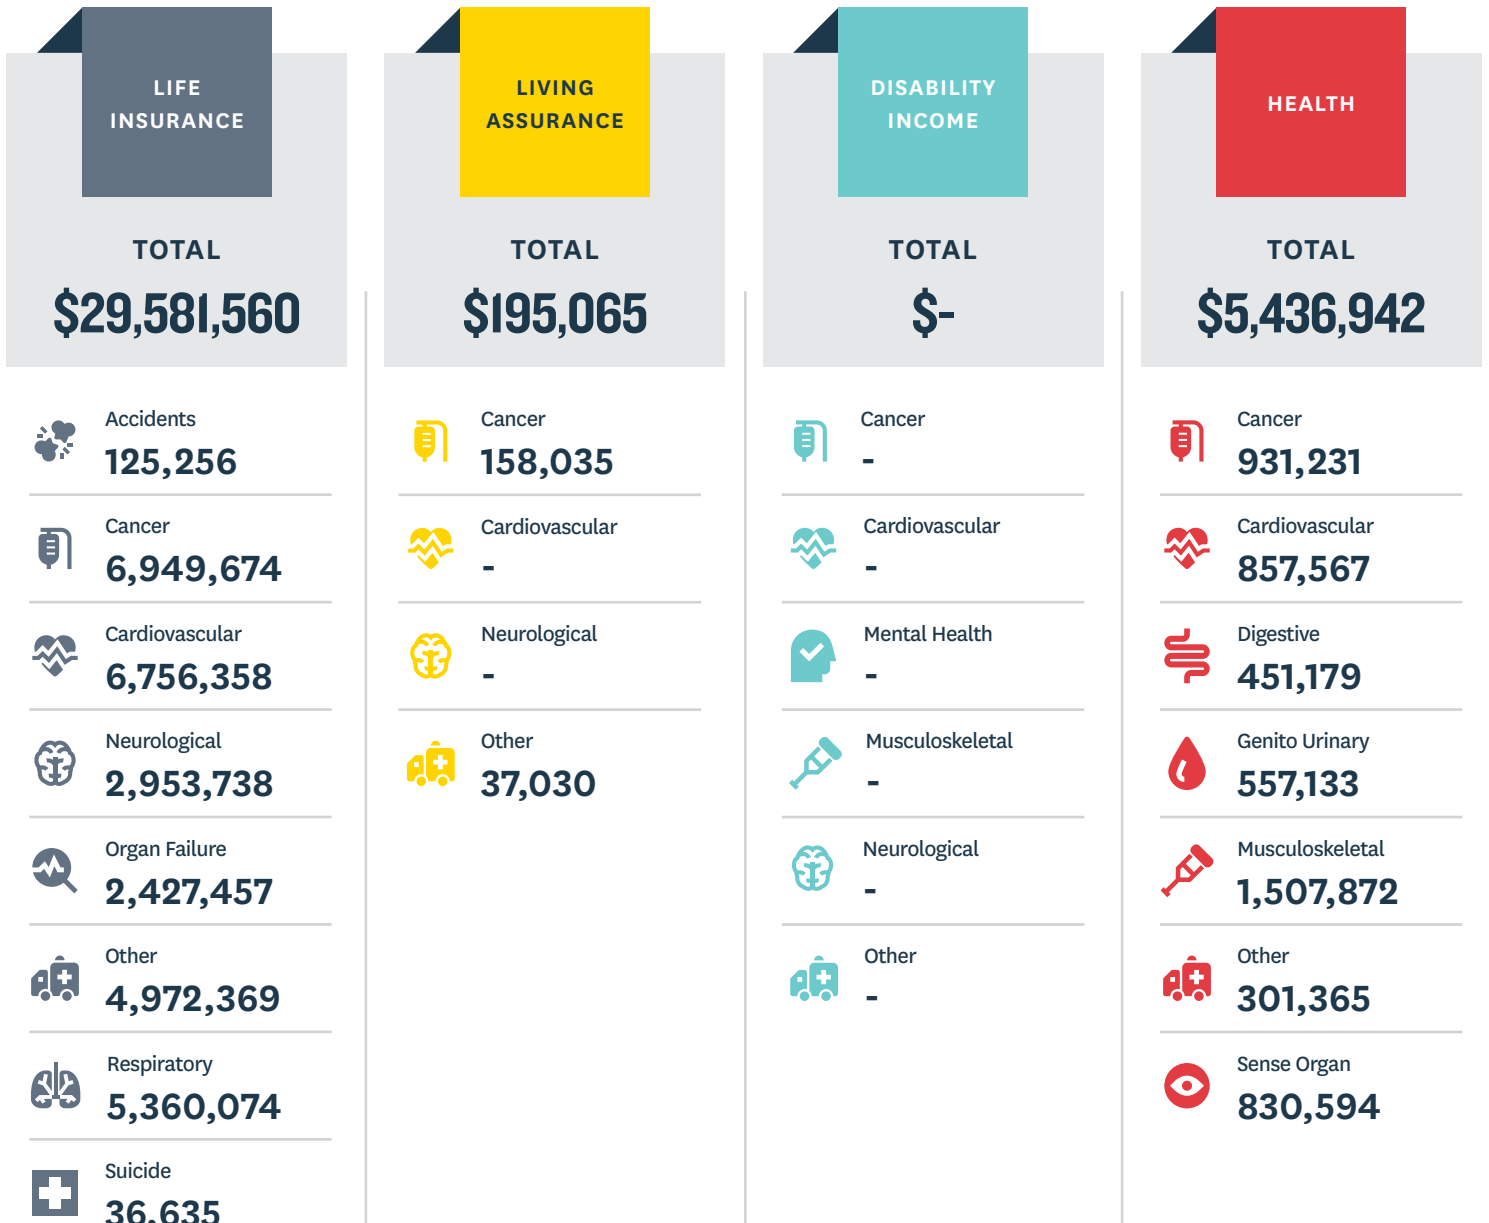 LIFE
INSURANCE
TOTAL
$29,581,560
Accidents
125,256
Cancer
6,949,674
Cardiovascular
6,756,358
Neurological
2,953,738
Organ Failure
2,427,457
Other
4,972,369
Respiratory
5,360,074
Suicide
36,635
LIVING
ASSURANCE
TOTAL
$195,065
Cancer
158,035
Cardiovascular
-
Neurological
-
Other
37,030
DISABILITY
INCOME
TOTAL
$-
Cancer
-
Cardiovascular
-
Mental Health
-
Musculoskeletal
-
Neurological
-
Other
-
HEALTH
TOTAL
$5,436,942
Cancer
931,231
Cardiovascular
857,567
Digestive
451,179
Genito Urinary
557,133
Musculoskeletal
1,507,872
Other
301,365
Sense Organ
830,594